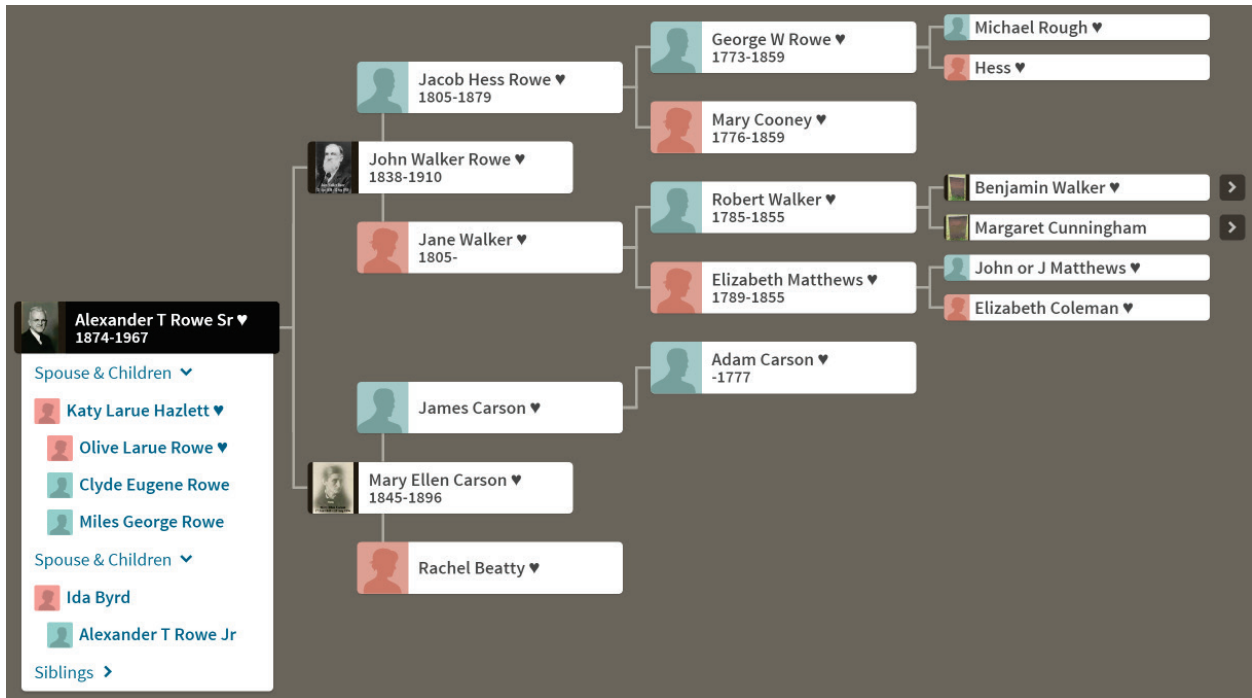 George W Rowe ♥
1773-1859
Michael Rough ♥
Hess ♥
Jacob Hess Rowe ♥
1805-1879
Mary Cooney ♥
1776-1859
John Walker Rowe ♥
1838-1910
Robert Walker ♥
1785-1855
Benjamin Walker ♥
Margaret Cunningham
Jane Walker ♥
1805-
Elizabeth Matthews ♥
1789-1855
John or J Matthews ♥
Elizabeth Coleman ♥
Alexander T Rowe Sr ♥
1874-1967
Spouse & Children
Katy Larue Hazlett ♥
Olive Larue Rowe ♥
Clyde Eugene Rowe
Miles George Rowe
Spouse & Children
Ida Byrd
Alexander T Rowe Jr
Siblings
Adam Carson ♥
-1777
James Carson ♥
Mary Ellen Carson ♥
1845-1896
Rachel Beatty ♥